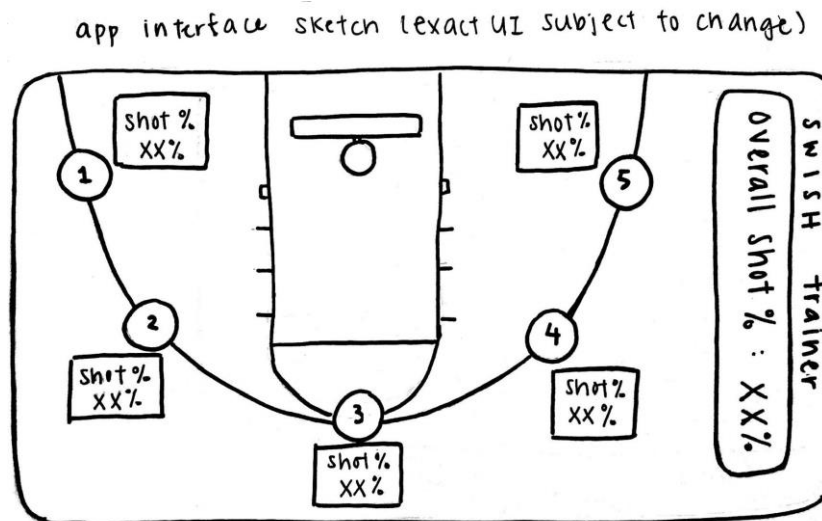 app interface sketch (exact UI subject to change)
shot %
XX%
1
shot %
XX%
2
shot %
XX%
3
shot %
XX%
4
shot %
XX%
5
overall shot % : XX%
SWISH trainer